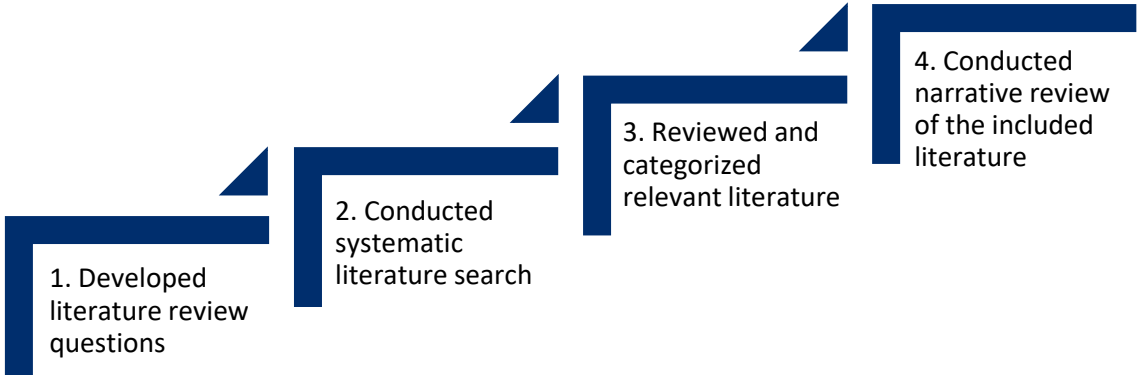 1. Developed
literature review
questions
2. Conducted
systematic
literature search
3. Reviewed and
categorized
relevant literature
4. Conducted
narrative review
of the included
literature